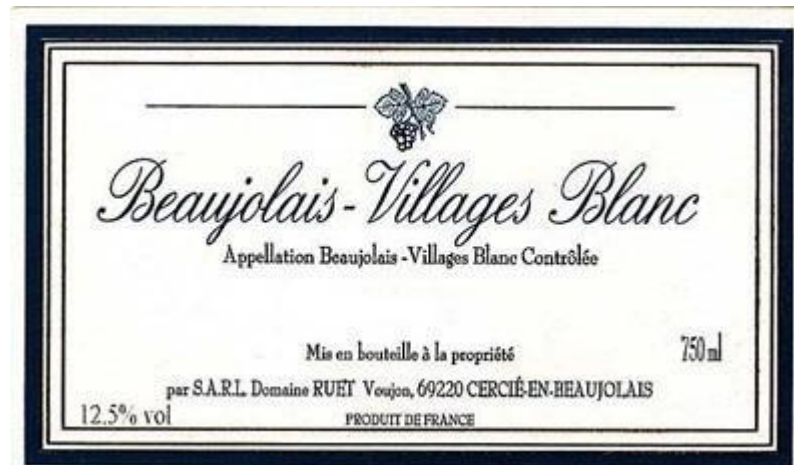 Beaujolais-Villages Blanc
Appellation Beaujolais -Villages Blanc Contrôlée
Mis en bouteille à la propriété
750 ml
par S.A.R.L. Domaine RUET Voujon, 69220 CERCIÉ-EN-BEAUJOLAIS
12.5% vol
PRODUIT DE FRANCE